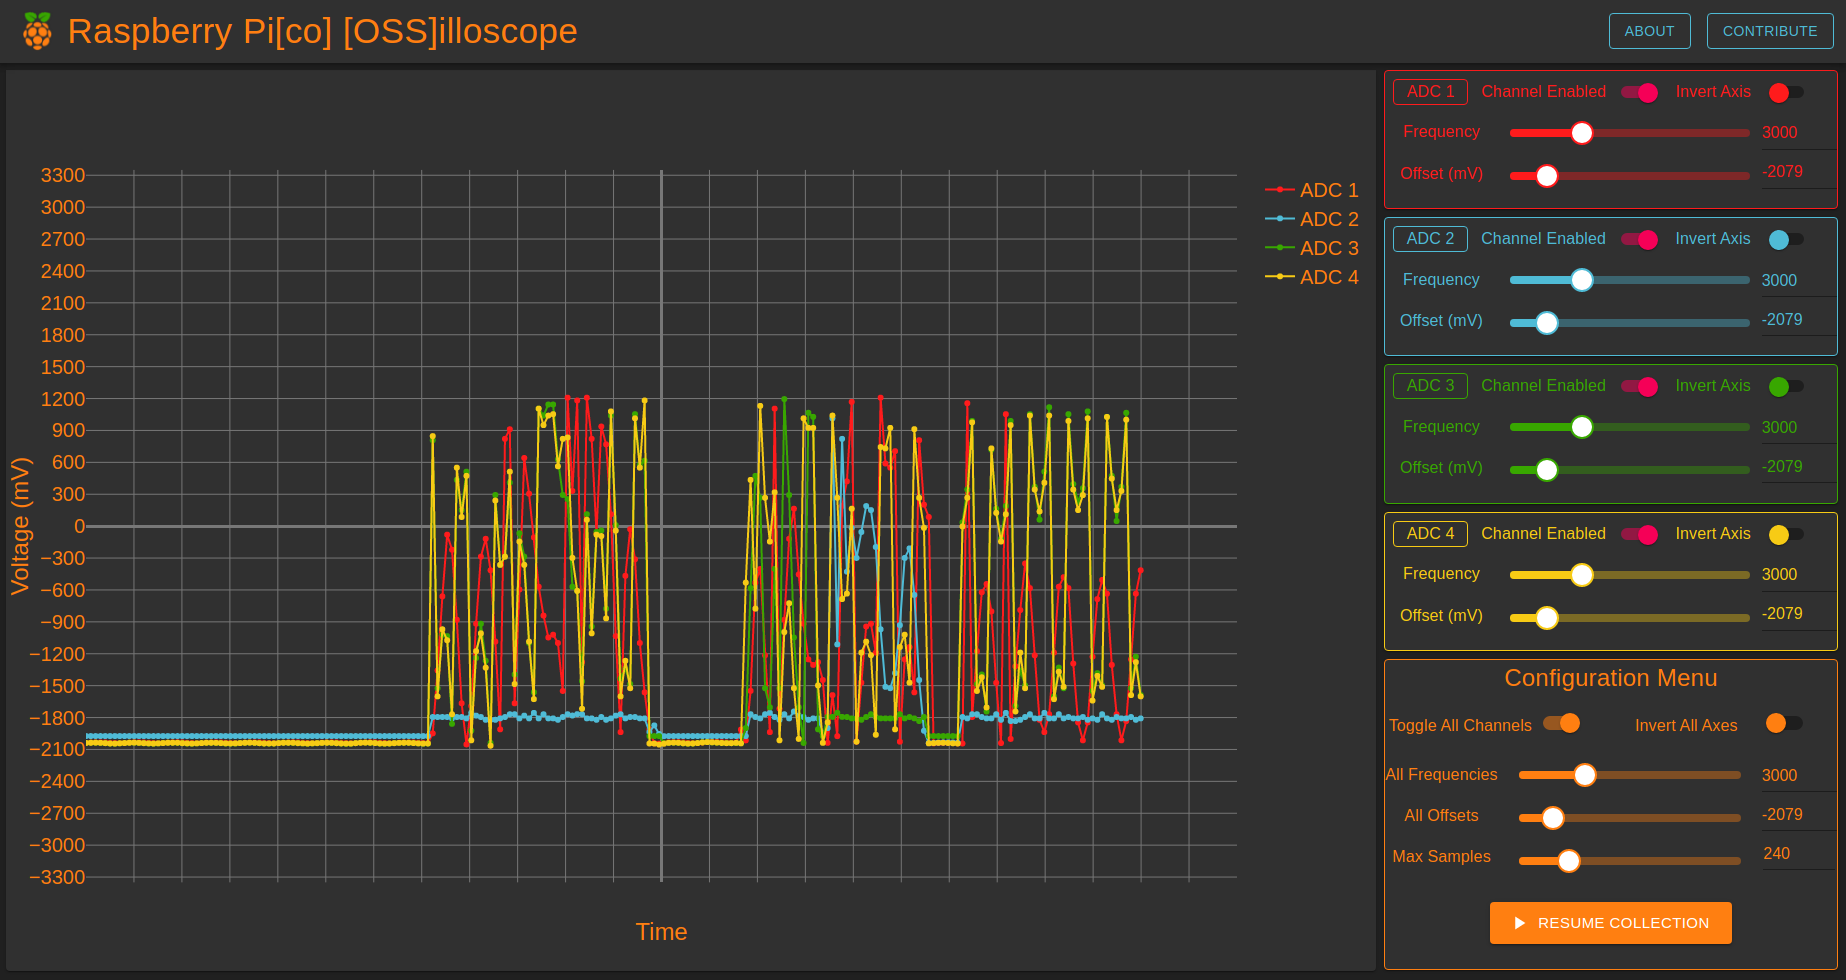 Raspberry Pi[co] [OSS]illoscope
ABOUT
CONTRIBUTE
3300
3000
2700
2400
2100
1800
1500
1200
900
600
300
0
−300
−600
−900
−1200
−1500
−1800
−2100
−2400
−2700
−3000
−3300
Voltage (mV)
Time
ADC 1
ADC 2
ADC 3
ADC 4
ADC 1 Channel Enabled Invert Axis
Frequency 3000
Offset (mV) -2079
ADC 2 Channel Enabled Invert Axis
Frequency 3000
Offset (mV) -2079
ADC 3 Channel Enabled Invert Axis
Frequency 3000
Offset (mV) -2079
ADC 4 Channel Enabled Invert Axis
Frequency 3000
Offset (mV) -2079
Configuration Menu
Toggle All Channels Invert All Axes
All Frequencies 3000
All Offsets -2079
Max Samples 240
RESUME COLLECTION